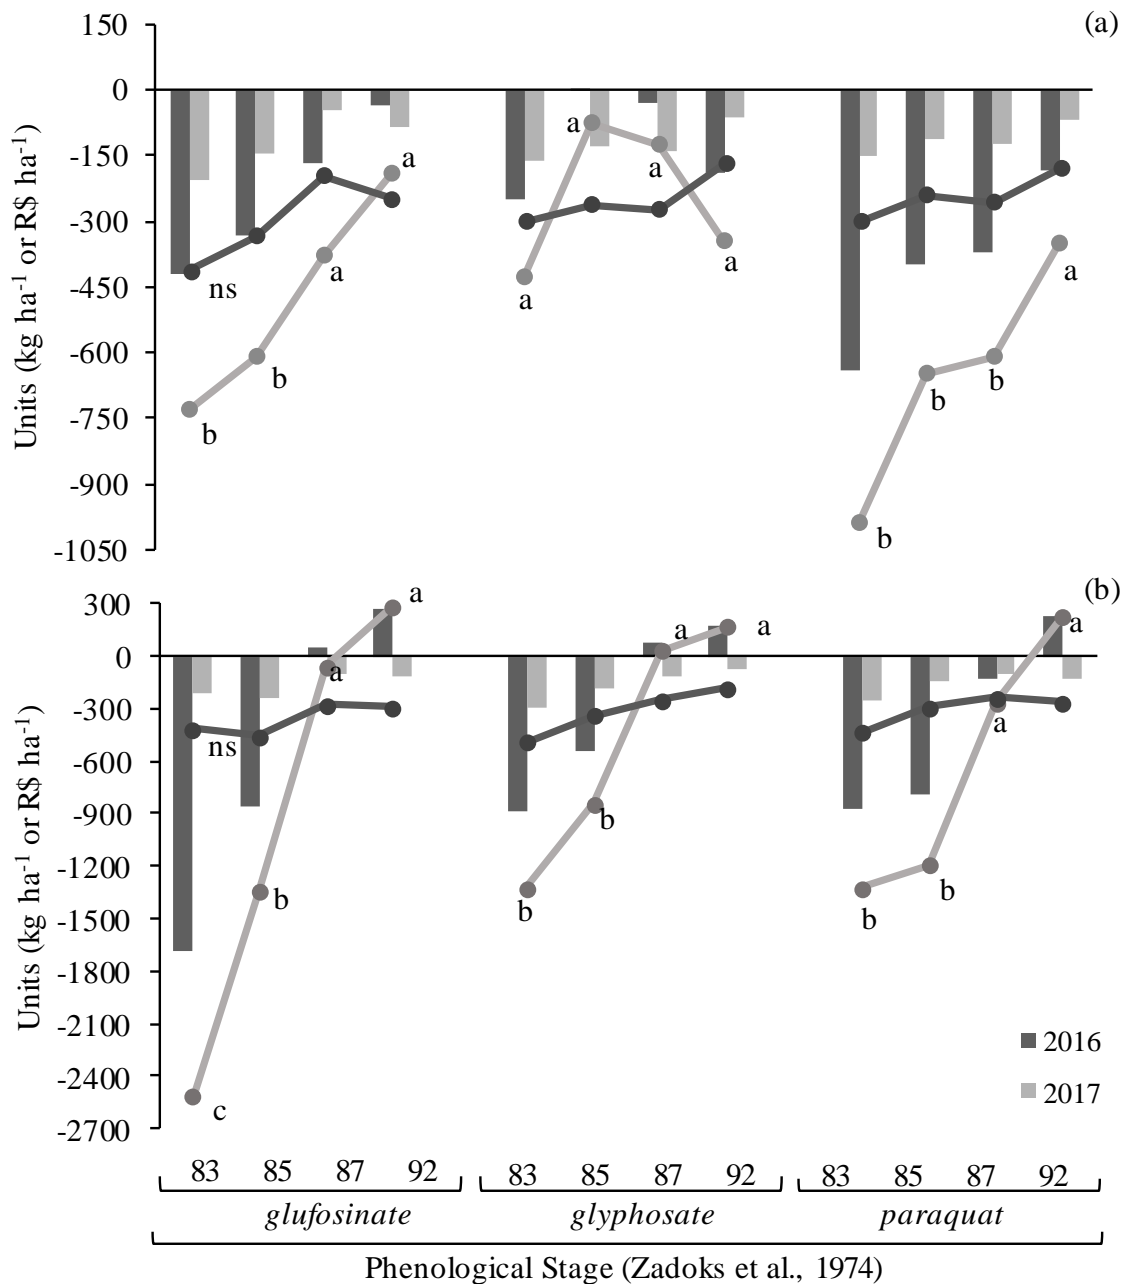 (a)
150
0
-150
-300
-450
-600
-750
-900
-1050
Units (kg ha-1 or R$ ha-1)
ns
b
b
a
a
a
a
a
a
b
b
b
a
(b)
300
0
-300
-600
-900
-1200
-1500
-1800
-2100
-2400
-2700
Units (kg ha-1 or R$ ha-1)
ns
c
b
a
a
b
b
a
a
b
b
a
a
2016
2017
83 85 87 92 83 85 87 92 83 85 87 92
glufosinate glyphosate paraquat
Phenological Stage (Zadoks et al., 1974)